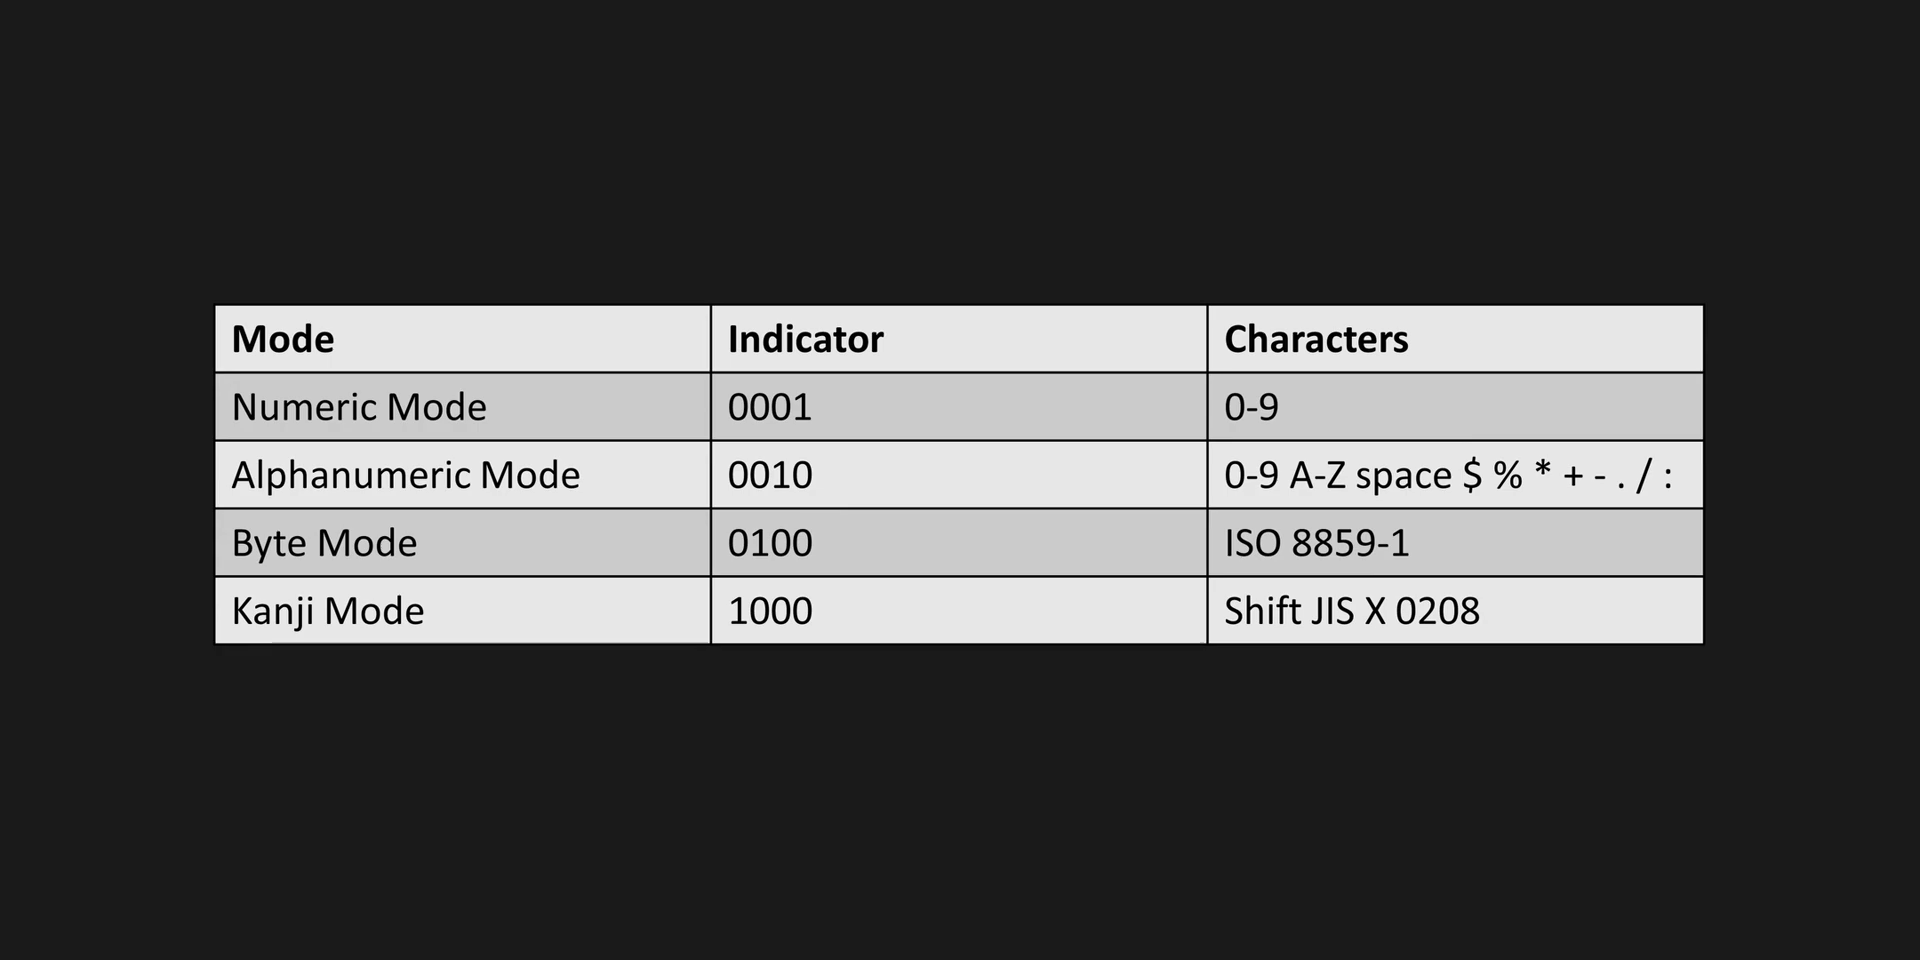 Mode Indicator Characters
Numeric Mode 0001 0-9
Alphanumeric Mode 0010 0-9 A-Z space $ % * + - . / :
Byte Mode 0100 ISO 8859-1
Kanji Mode 1000 Shift JIS X 0208